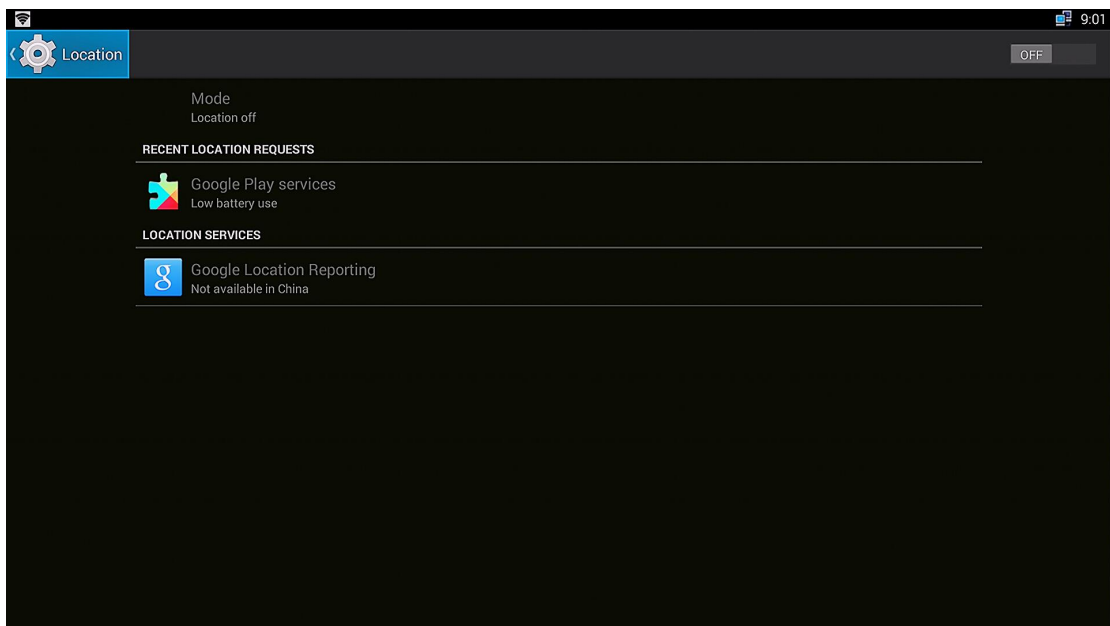 9:01
Location
OFF
Mode
Location off
RECENT LOCATION REQUESTS
Google Play services
Low battery use
LOCATION SERVICES
g
Google Location Reporting
Not available in China